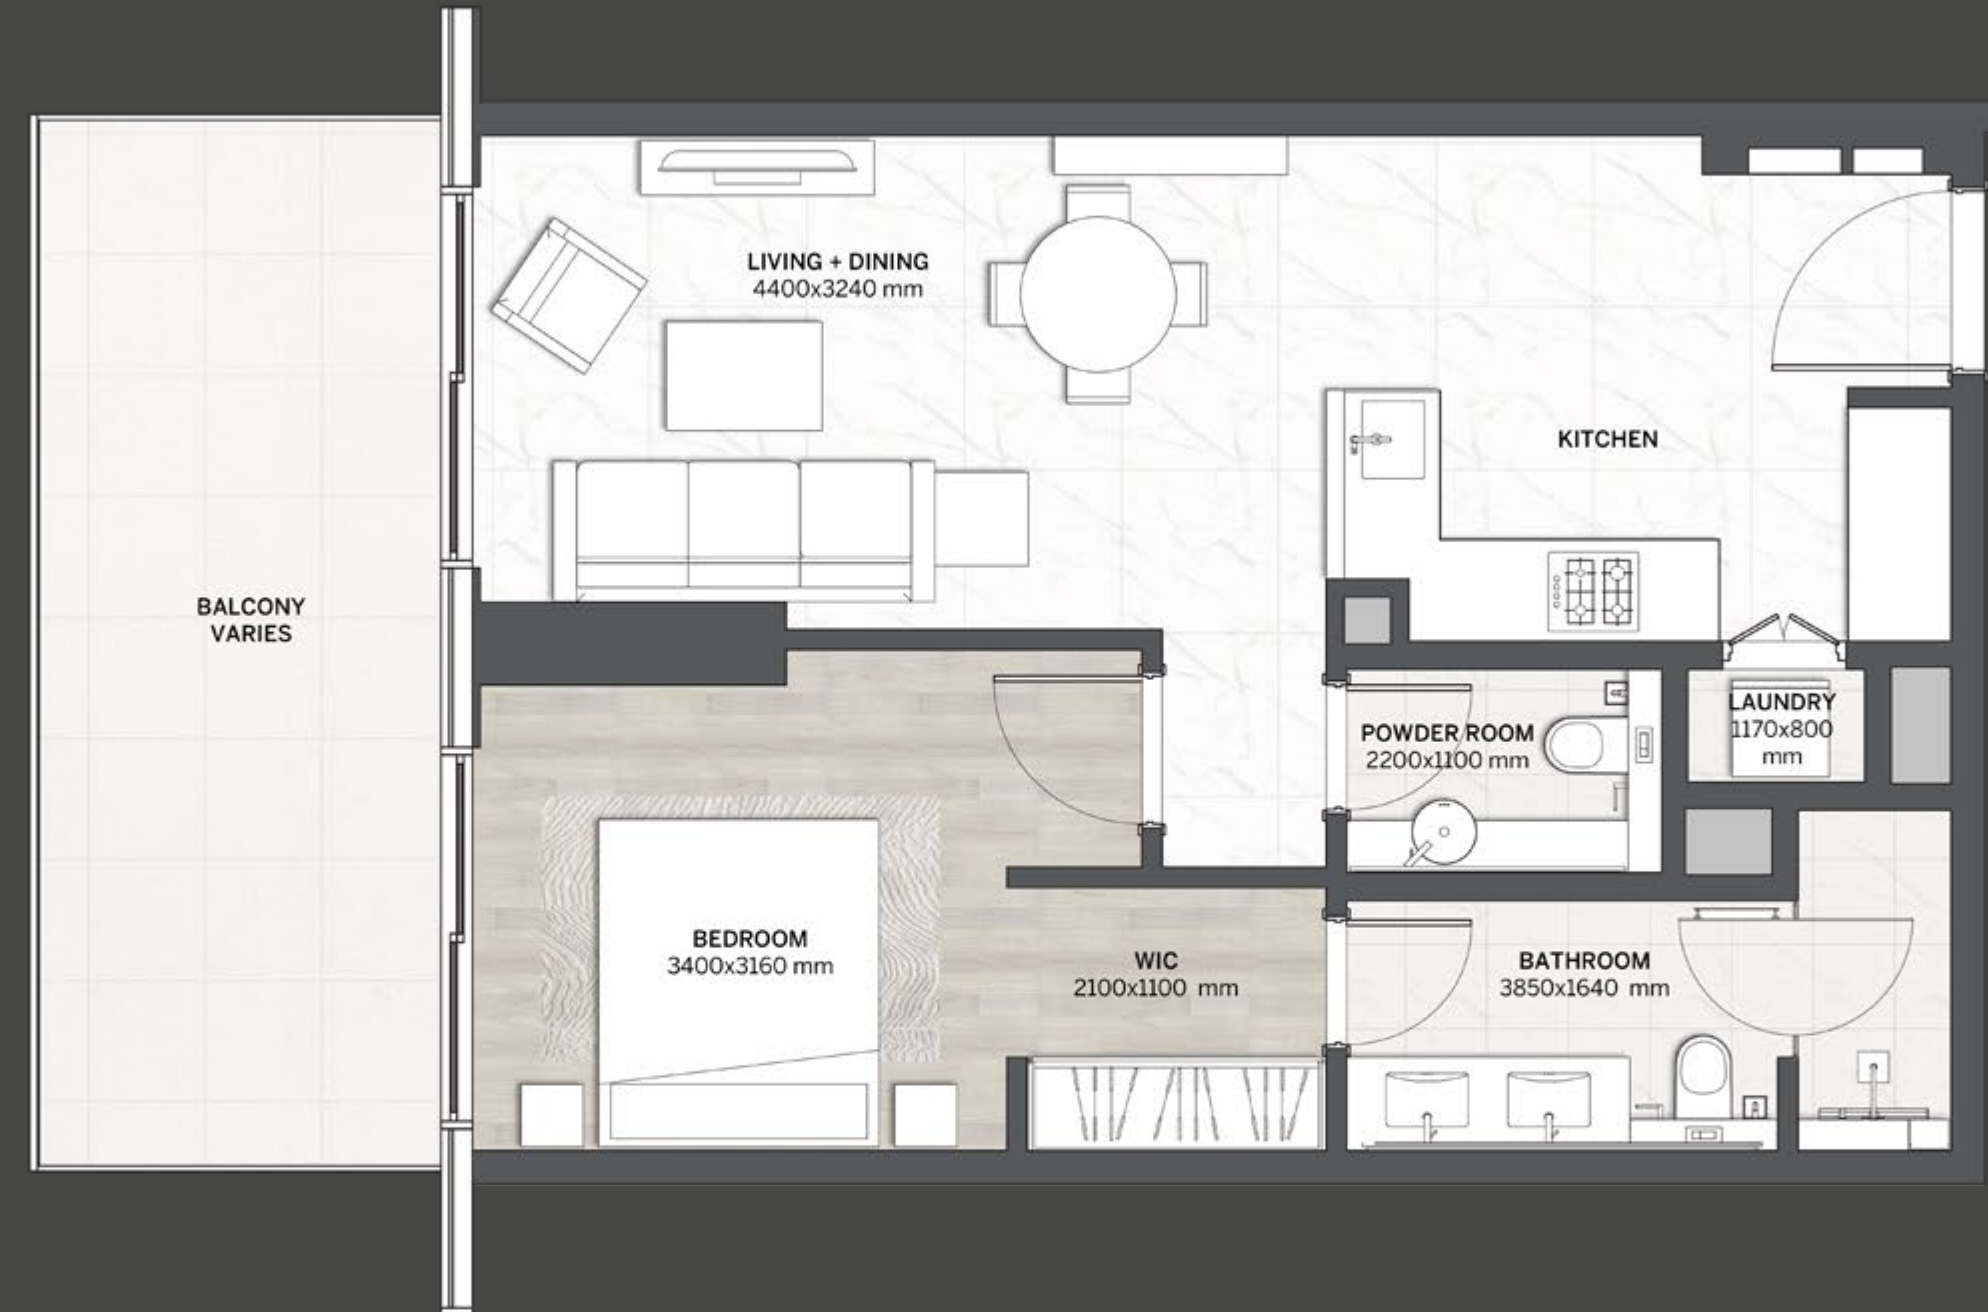 LIVING + DINING
4400x3240 mm
KITCHEN
BALCONY
VARIES
LAUNDRY
1170x800
mm
POWDER ROOM
2200x1100 mm
BEDROOM
3400x3160 mm
WIC
2100x1100 mm
BATHROOM
3850x1640 mm